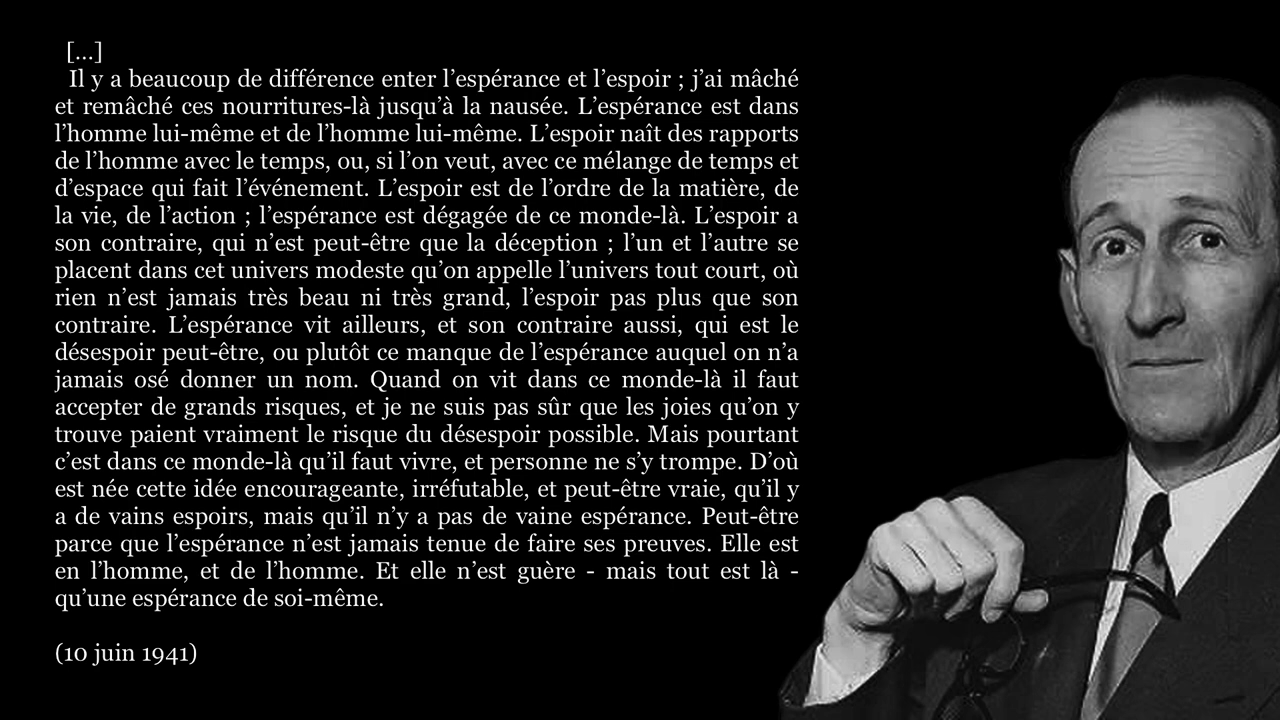 [...]
Il y a beaucoup de différence enter l’espérance et l’espoir ; j’ai mâché
et remâché ces nourritures-là jusqu’à la nausée. L’espérance est dans
l’homme lui-même et de l’homme lui-même. L’espoir naît des rapports
de l’homme avec le temps, ou, si l’on veut, avec ce mélange de temps et
d’espace qui fait l’événement. L’espoir est de l’ordre de la matière, de
la vie, de l’action ; l’espérance est dégagée de ce monde-là. L’espoir a
son contraire, qui n’est peut-être que la déception ; l’un et l’autre se
placent dans cet univers modeste qu’on appelle l’univers tout court, où
rien n’est jamais très beau ni très grand, l’espoir pas plus que son
contraire. L’espérance vit ailleurs, et son contraire aussi, qui est le
désespoir peut-être, ou plutôt ce manque de l’espérance auquel on n’a
jamais osé donner un nom. Quand on vit dans ce monde-là il faut
accepter de grands risques, et je ne suis pas sûr que les joies qu’on y
trouve paient vraiment le risque du désespoir possible. Mais pourtant
c’est dans ce monde-là qu’il faut vivre, et personne ne s’y trompe. D’où
est née cette idée encourageante, irréfutable, et peut-être vraie, qu’il y
a de vains espoirs, mais qu’il n’y a pas de vaine espérance. Peut-être
parce que l’espérance n’est jamais tenue de faire ses preuves. Elle est
en l’homme, et de l’homme. Et elle n’est guère - mais tout est là -
qu’une espérance de soi-même.
(10 juin 1941)